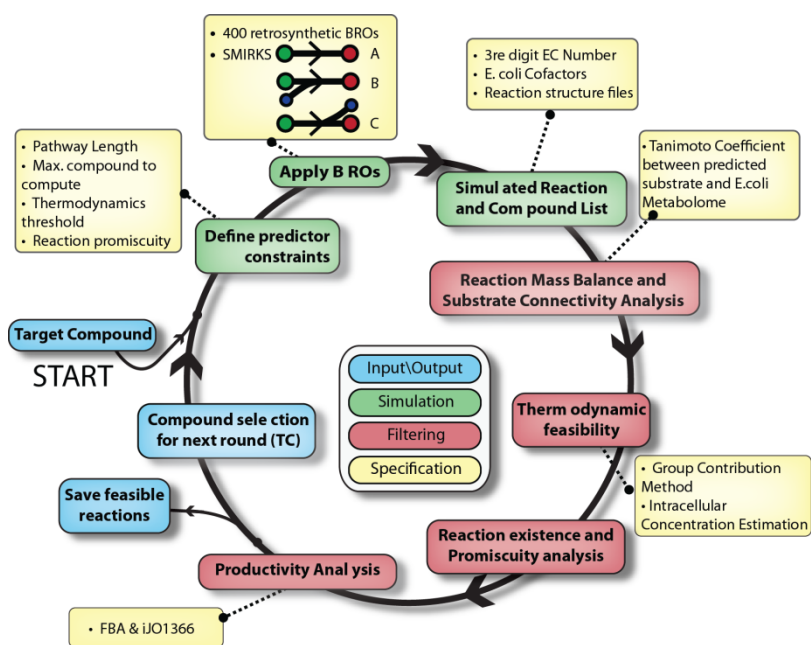 • 400 retrosynthetic BROs
• SMIRKS
A
B
C
• 3re digit EC Number
• E. coli Cofactors
• Reaction structure files
• Tanimoto Coefficient
between predicted
substrate and E.coli
Metabolome
• Pathway Length
• Max. compound to
compute
• Thermodynamics
threshold
• Reaction promiscuity
Apply B ROs
Simul ated Reaction
and Com pound List
Define predictor
constraints
Reaction Mass Balance and
Substrate Connectivity Analysis
Target Compound
START
Input\Output
Simulation
Filtering
Specification
Compound sele ction
for next round (TC)
Therm odynamic
feasibility
• Group Contribution
Method
• Intracellular
Concentration Estimation
Save feasible
reactions
Reaction existence and
Promiscuity analysis
Productivity Anal ysis
• FBA & iJO1366